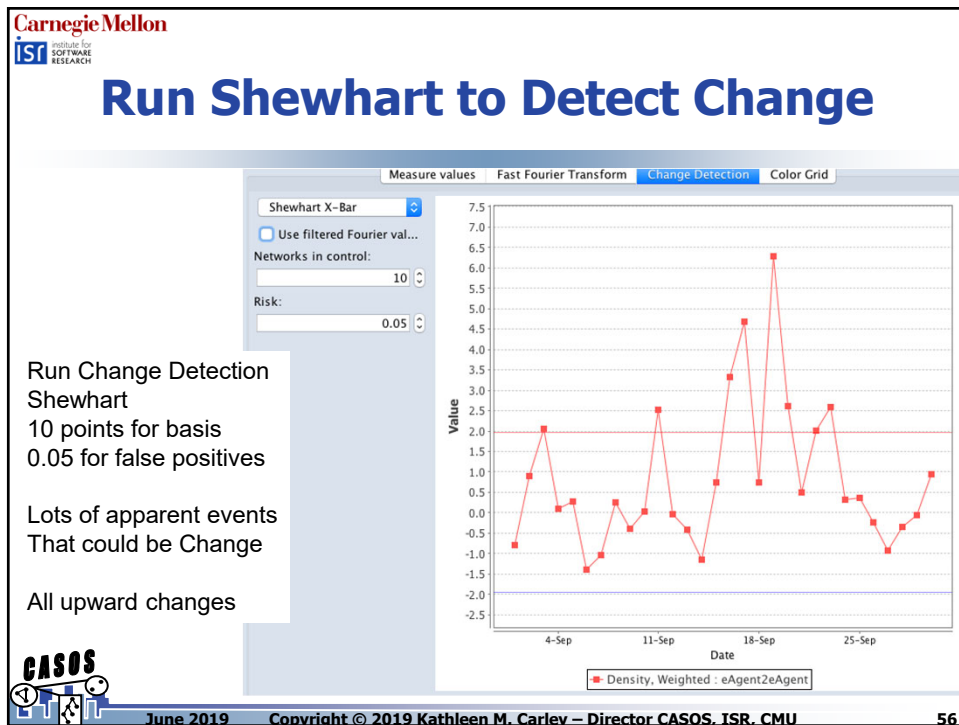 Carnegie Mellon
isr institute for
SOFTWARE
RESEARCH
Run Shewhart to Detect Change
Measure values Fast Fourier Transform Change Detection Color Grid
Shewhart X-Bar
Use filtered Fourier val...
Networks in control:
10
Risk:
0.05
Run Change Detection
Shewhart
10 points for basis
0.05 for false positives
Lots of apparent events
That could be Change
All upward changes
7.5
7.0
6.5
6.0
5.5
5.0
4.5
4.0
3.5
3.0
2.5
2.0
1.5
1.0
0.5
0.0
-0.5
-1.0
-1.5
-2.0
-2.5
Value
4-Sep 11-Sep 18-Sep 25-Sep
Date
Density, Weighted : eAgent2eAgent
CASOS
June 2019 Copyright © 2019 Kathleen M. Carley – Director CASOS, ISR, CMU 56